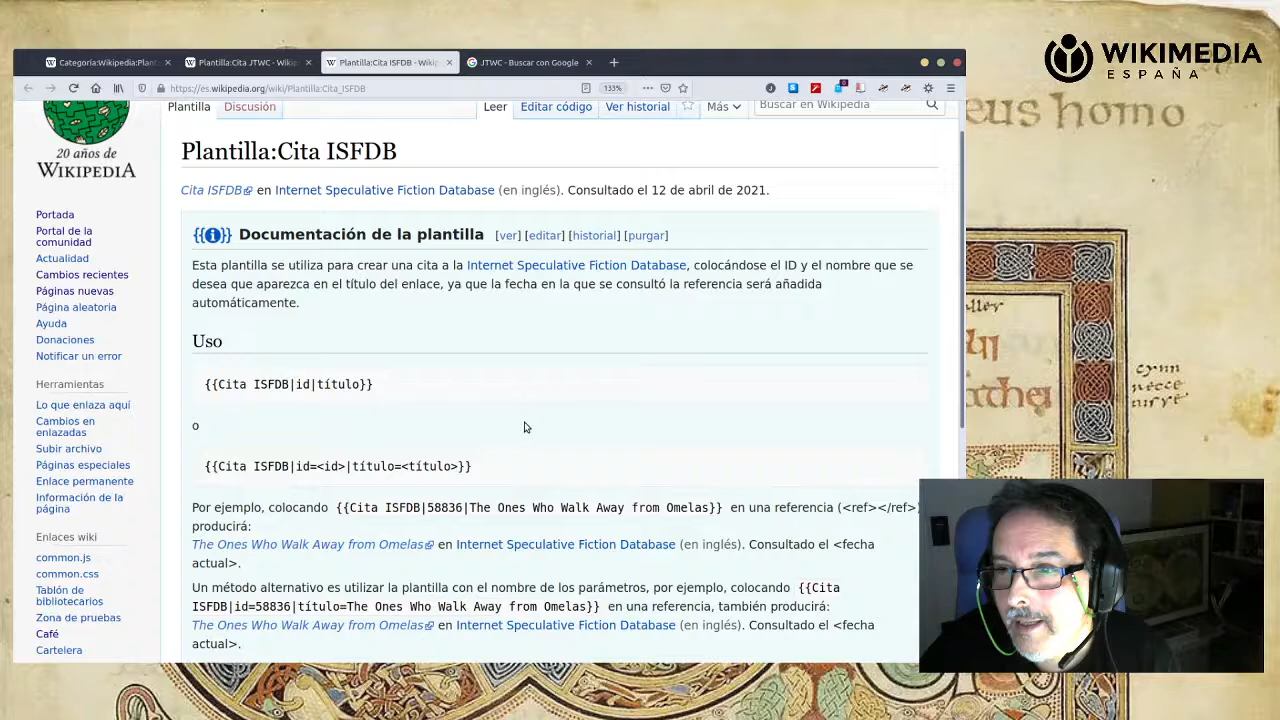 WIKIMEDIA
ESPAÑA
Categoría:Wikipedia:Plant
Plantilla:Cita JTWC - Wikip
Plantilla:Cita ISFDB - Wikip
JTWC - Buscar con Google
https://es.wikipedia.org/wiki/Plantilla:Cita_ISFDB
133%
eus homo
Plantilla
Discusión
Leer
Editar código
Ver historial
Más
Buscar en Wikipedia
20 años de
WIKIPEDIA
Plantilla:Cita ISFDB
Cita ISFDB en Internet Speculative Fiction Database (en inglés). Consultado el 12 de abril de 2021.
{{i}} Documentación de la plantilla [ver] [editar] [historial] [purgar]
Esta plantilla se utiliza para crear una cita a la Internet Speculative Fiction Database, colocándose el ID y el nombre que se
desea que aparezca en el título del enlace, ya que la fecha en la que se consultó la referencia será añadida
automáticamente.
Uso
{{Cita ISFDB|id|título}}
o
{{Cita ISFDB|id=<id>|título=<título>}}
Por ejemplo, colocando {{Cita ISFDB|58836|The Ones Who Walk Away from Omelas}} en una referencia (<ref></ref>)
producirá:
The Ones Who Walk Away from Omelas en Internet Speculative Fiction Database (en inglés). Consultado el <fecha
actual>.
Un método alternativo es utilizar la plantilla con el nombre de los parámetros, por ejemplo, colocando {{Cita
ISFDB|id=58836|título=The Ones Who Walk Away from Omelas}} en una referencia, también producirá:
The Ones Who Walk Away from Omelas en Internet Speculative Fiction Database (en inglés). Consultado el <fecha
actual>.
Portada
Portal de la
comunidad
Actualidad
Cambios recientes
Páginas nuevas
Página aleatoria
Ayuda
Donaciones
Notificar un error
Herramientas
Lo que enlaza aquí
Cambios en
enlazadas
Subir archivo
Páginas especiales
Enlace permanente
Información de la
página
Enlaces wiki
common.js
common.css
Tablón de
bibliotecarios
Zona de pruebas
Café
Cartelera